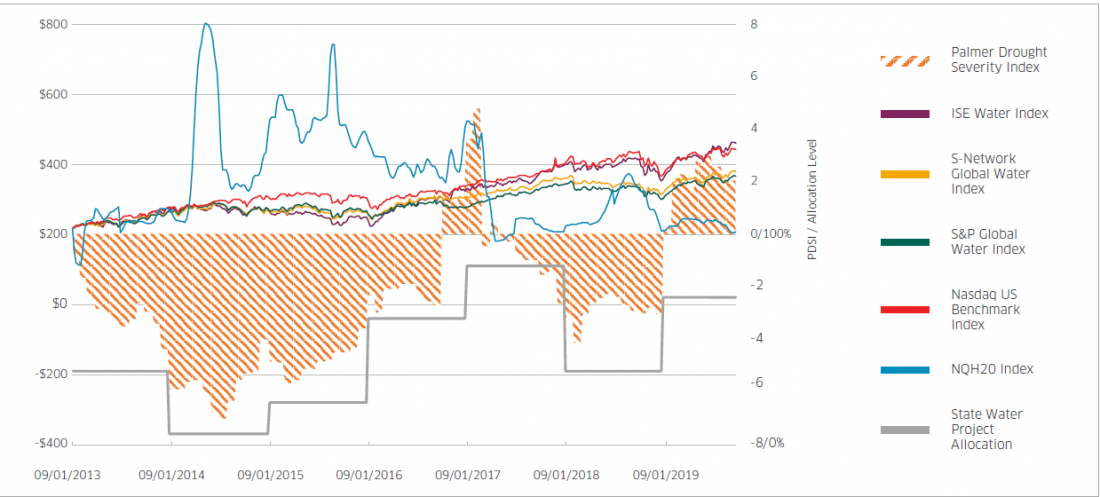 $800
$600
$400
$200
$0
-$200
-$400
8
6
4
2
0/100%
-2
-4
-6
-8/0%
PDSI / Allocation Level
09/01/2013
09/01/2014
09/01/2015
09/01/2016
09/01/2017
09/01/2018
09/01/2019
Palmer Drought
Severity Index
ISE Water Index
S-Network
Global Water
Index
S&P Global
Water Index
Nasdaq US
Benchmark
Index
NQH20 Index
State Water
Project
Allocation